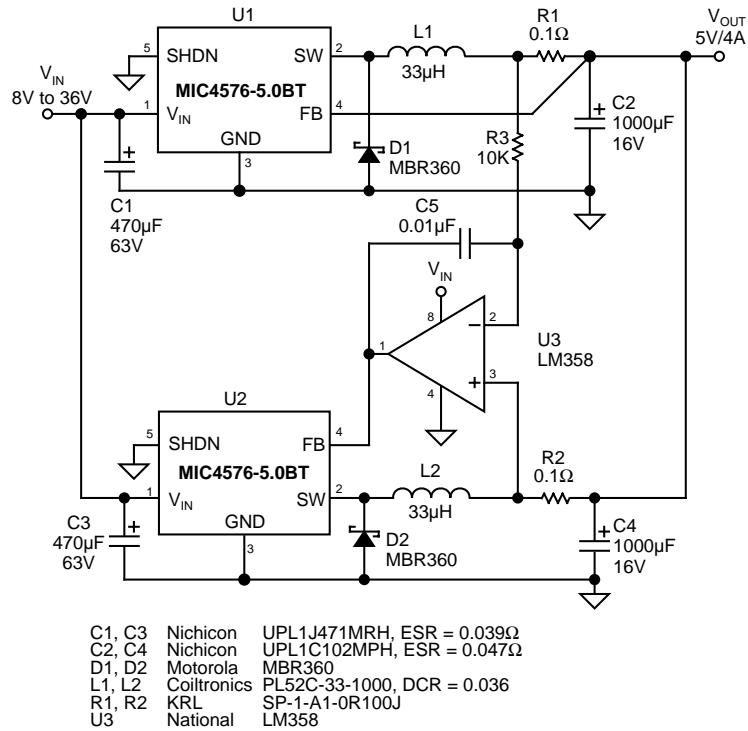 U1
5
SHDN
SW
2
L1
33µH
R1
0.1Ω
VOUT
5V/4A
MIC4576-5.0BT
VIN
8V to 36V
1
VIN
FB
4
GND
3
C1
470µF
63V
D1
MBR360
R3
10K
C2
1000µF
16V
C5
0.01µF
VIN
8
2
1
3
4
U3
LM358
U2
5
SHDN
FB
4
MIC4576-5.0BT
1
VIN
SW
2
L2
33µH
R2
0.1Ω
GND
3
C3
470µF
63V
D2
MBR360
C4
1000µF
16V
C1, C3 Nichicon UPL1J471MRH, ESR = 0.039Ω
C2, C4 Nichicon UPL1C102MPH, ESR = 0.047Ω
D1, D2 Motorola MBR360
L1, L2 Coiltronics PL52C-33-1000, DCR = 0.036
R1, R2 KRL SP-1-A1-0R100J
U3 National LM358